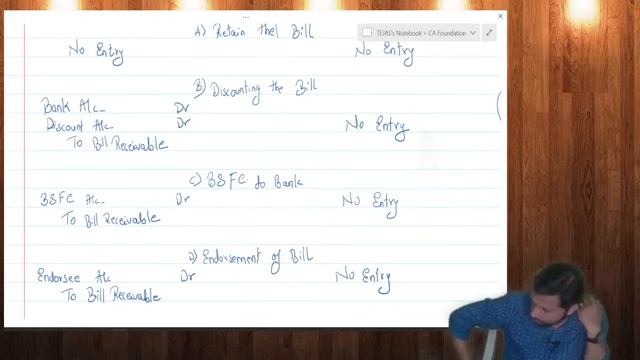 A) Retain the Bill
TEJAS's Notebook > CA Foundation
No Entry
No Entry
B) Discounting the Bill
Bank A/c Dr
Discount A/c Dr
To Bill Receivable
No Entry
C) BSFC to Bank
BSFC A/c Dr
To Bill Receivable
No Entry
D) Endorsement of Bill
Endorsee A/c Dr
To Bill Receivable
No Entry